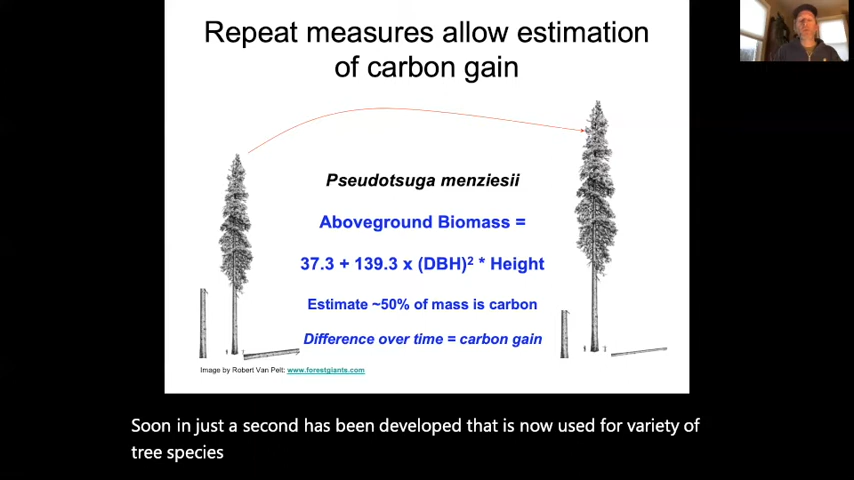 Repeat measures allow estimation
of carbon gain
Pseudotsuga menziesii
Aboveground Biomass =
37.3 + 139.3 x (DBH)² * Height
Estimate ~50% of mass is carbon
Difference over time = carbon gain
Image by Robert Van Pelt: www.forestgiants.com
Soon in just a second has been developed that is now used for variety of
tree species